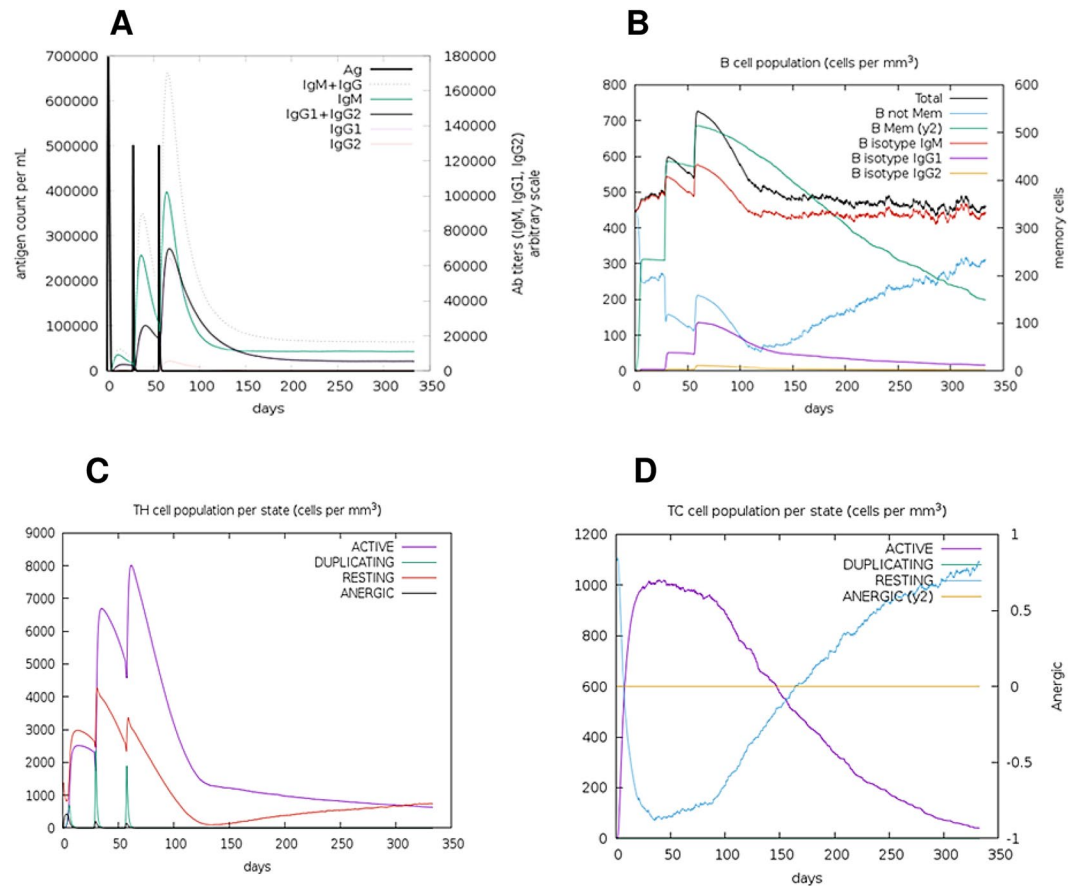 A
700000
600000
500000
400000
300000
200000
100000
0
antigen count per mL
180000
160000
140000
120000
100000
80000
60000
40000
20000
0
Ab titers (IgM, IgG1, IgG2)
arbitrary scale
Ag
IgM+IgG
IgM
IgG1+IgG2
IgG1
IgG2
0 50 100 150 200 250 300 350
days
B
B cell population (cells per mm3)
800
700
600
500
400
300
200
100
0
600
500
400
300
200
100
0
memory cells
Total
B not Mem
B Mem (y2)
B isotype IgM
B isotype IgG1
B isotype IgG2
0 50 100 150 200 250 300 350
days
C
TH cell population per state (cells per mm3)
9000
8000
7000
6000
5000
4000
3000
2000
1000
0
ACTIVE
DUPLICATING
RESTING
ANERGIC
0 50 100 150 200 250 300 350
days
D
TC cell population per state (cells per mm3)
1200
1000
800
600
400
200
0
1
0.5
0
-0.5
-1
Anergic
ACTIVE
DUPLICATING
RESTING
ANERGIC (y2)
0 50 100 150 200 250 300 350
days